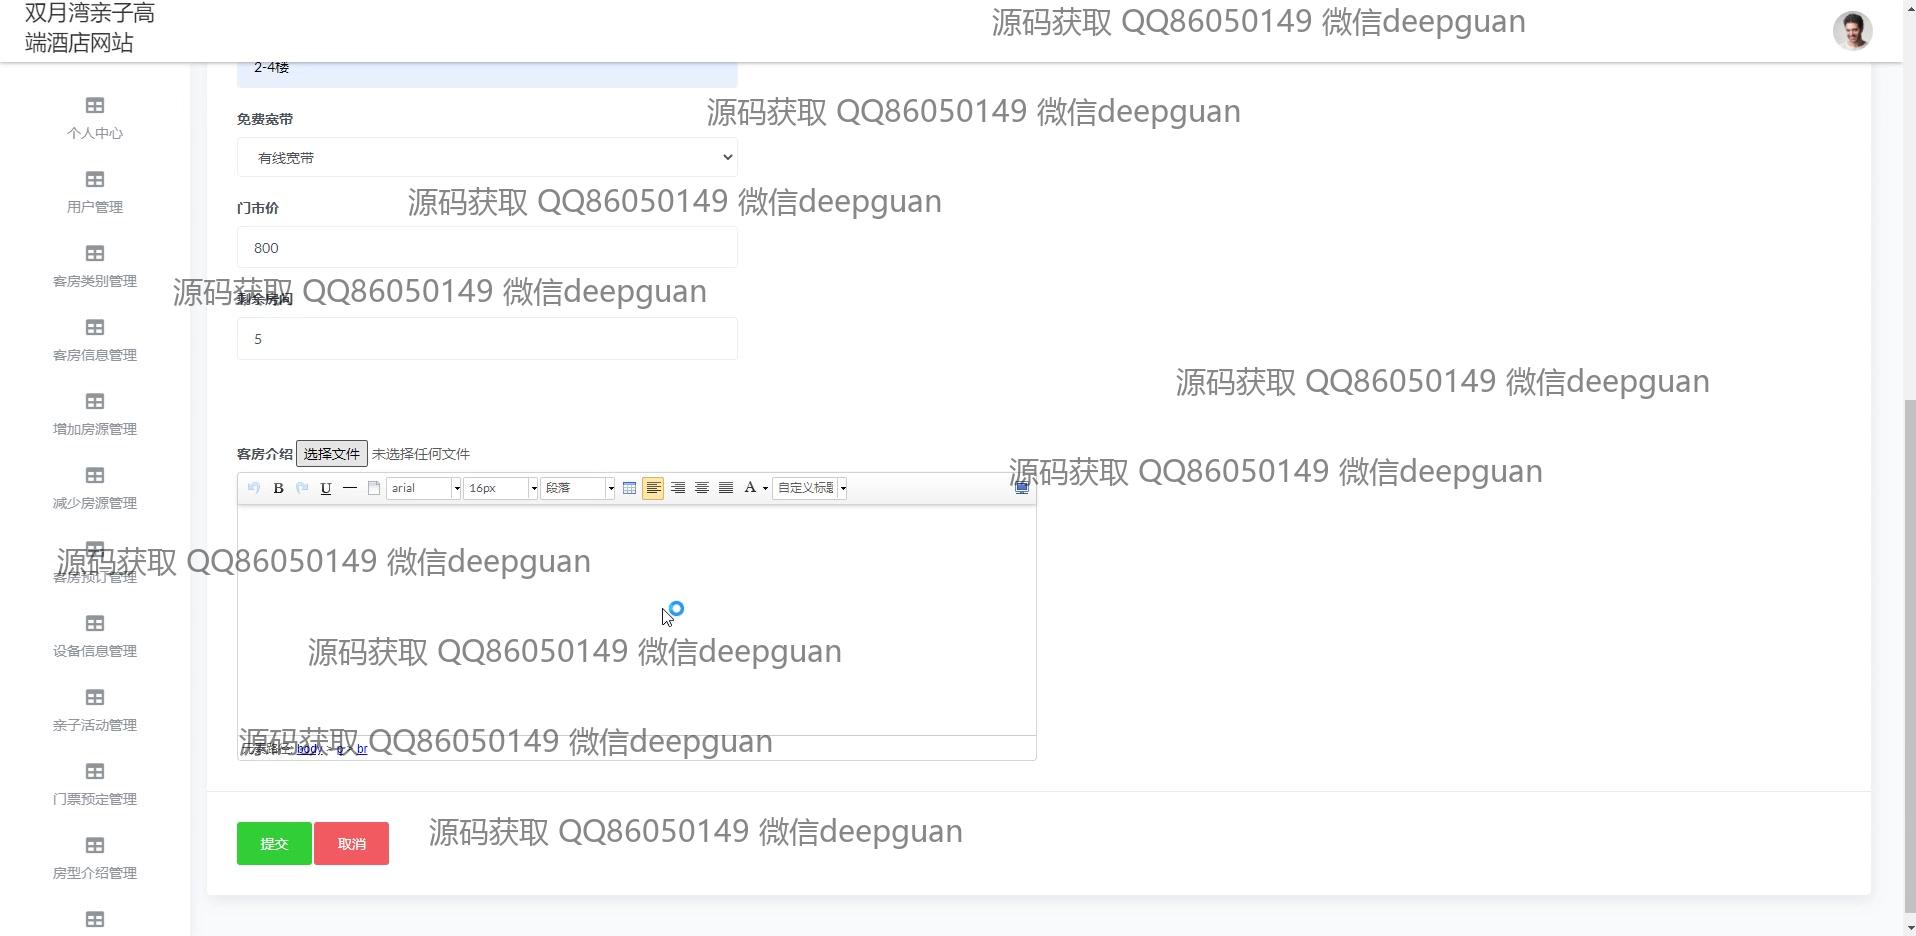 双月湾亲子高
端酒店网站
源码获取 QQ86050149 微信deepguan
2-4楼
个人中心
免费宽带
源码获取 QQ86050149 微信deepguan
有线宽带
用户管理
门市价
源码获取 QQ86050149 微信deepguan
800
客房类别管理
源码获取 QQ86050149 微信deepguan
剩余房间
5
客房信息管理
源码获取 QQ86050149 微信deepguan
增加房源管理
客房介绍 选择文件 未选择任何文件
源码获取 QQ86050149 微信deepguan
B U arial 16px 段落 A 自定义标题
减少房源管理
源码获取 QQ86050149 微信deepguan
客房预订管理
设备信息管理
源码获取 QQ86050149 微信deepguan
亲子活动管理
源码获取 QQ86050149 微信deepguan
元素路径: body > p > br
门票预定管理
源码获取 QQ86050149 微信deepguan
提交 取消
房型介绍管理